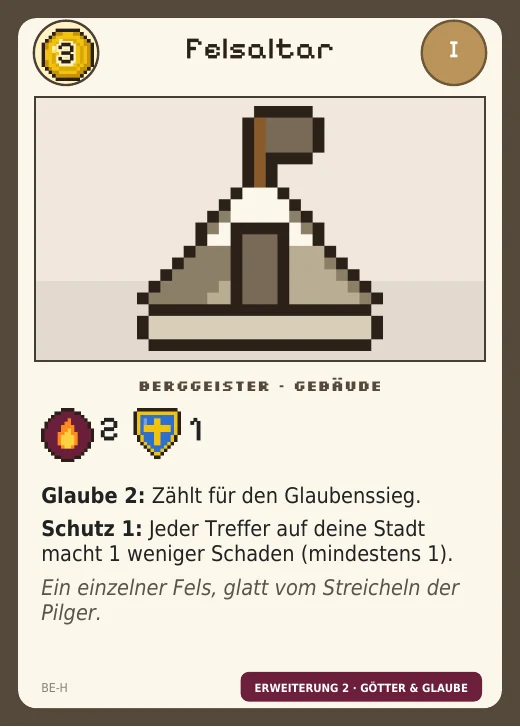 3
Felsaltar
I
BERGGEISTER · GEBÄUDE
2
1
Glaube 2: Zählt für den Glaubenssieg.
Schutz 1: Jeder Treffer auf deine Stadt
macht 1 weniger Schaden (mindestens 1).
Ein einzelner Fels, glatt vom Streicheln der
Pilger.
BE-H
ERWEITERUNG 2 · GÖTTER & GLAUBE